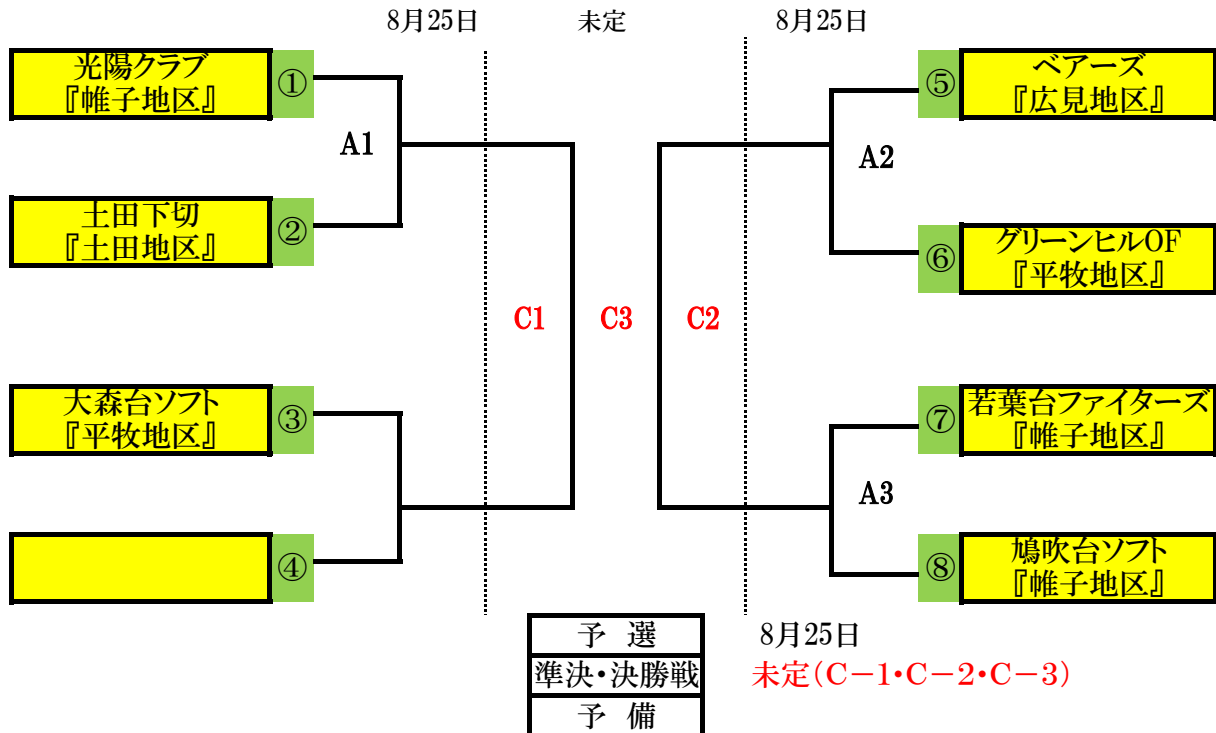 8月25日
未定
8月25日
光陽クラブ
『帷子地区』
①
A1
土田下切
『土田地区』
②
C1
大森台ソフト
『平牧地区』
③
④
C3
ベアーズ
『広見地区』
⑤
A2
グリーンヒルOF
『平牧地区』
⑥
C2
若葉台ファイターズ
『帷子地区』
⑦
A3
鳩吹台ソフト
『帷子地区』
⑧
予 選
8月25日
準決・決勝戦
未定(C－1・C－2・C－3)
予 備